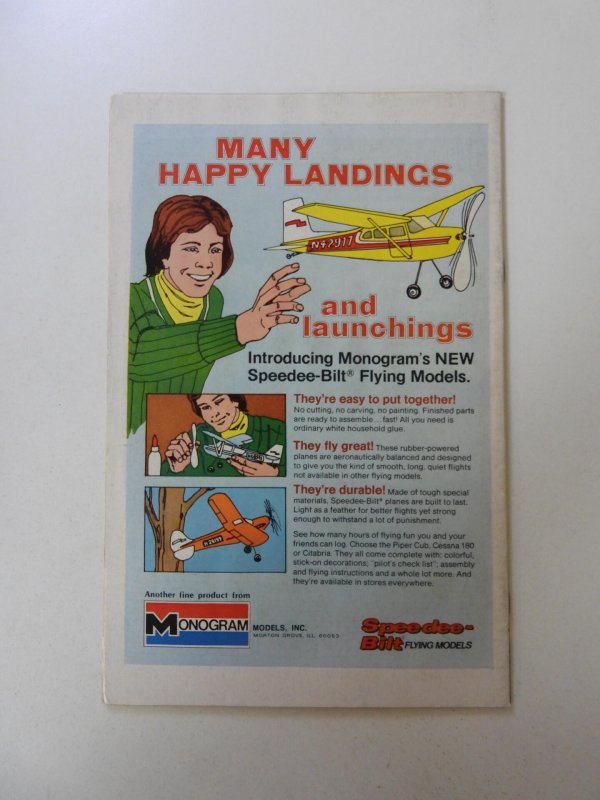 MANY
HAPPY LANDINGS
N42917
and
launchings
Introducing Monogram's NEW
Speedee-Bilt® Flying Models.
They're easy to put together!
No cutting, no carving, no painting. Finished parts
are ready to assemble...fast! All you need is
ordinary white household glue.
They fly great! These rubber-powered
planes are aeronautically balanced and designed
to give you the kind of smooth, long, quiet flights
not available in other flying models.
They're durable! Made of tough special
materials, Speedee-Bilt® planes are built to last.
Light as a feather for better flights yet strong
enough to withstand a lot of punishment.
See how many hours of flying fun you and your
friends can log. Choose the Piper Cub, Cessna 180
or Citabria. They all come complete with: colorful,
stick-on decorations; "pilot's check list"; assembly
and flying instructions and a whole lot more. And
they're available in stores everywhere.
Another fine product from
MONOGRAM MODELS, INC.
MORTON GROVE, ILL 60053
Speedee-
Bilt FLYING MODELS